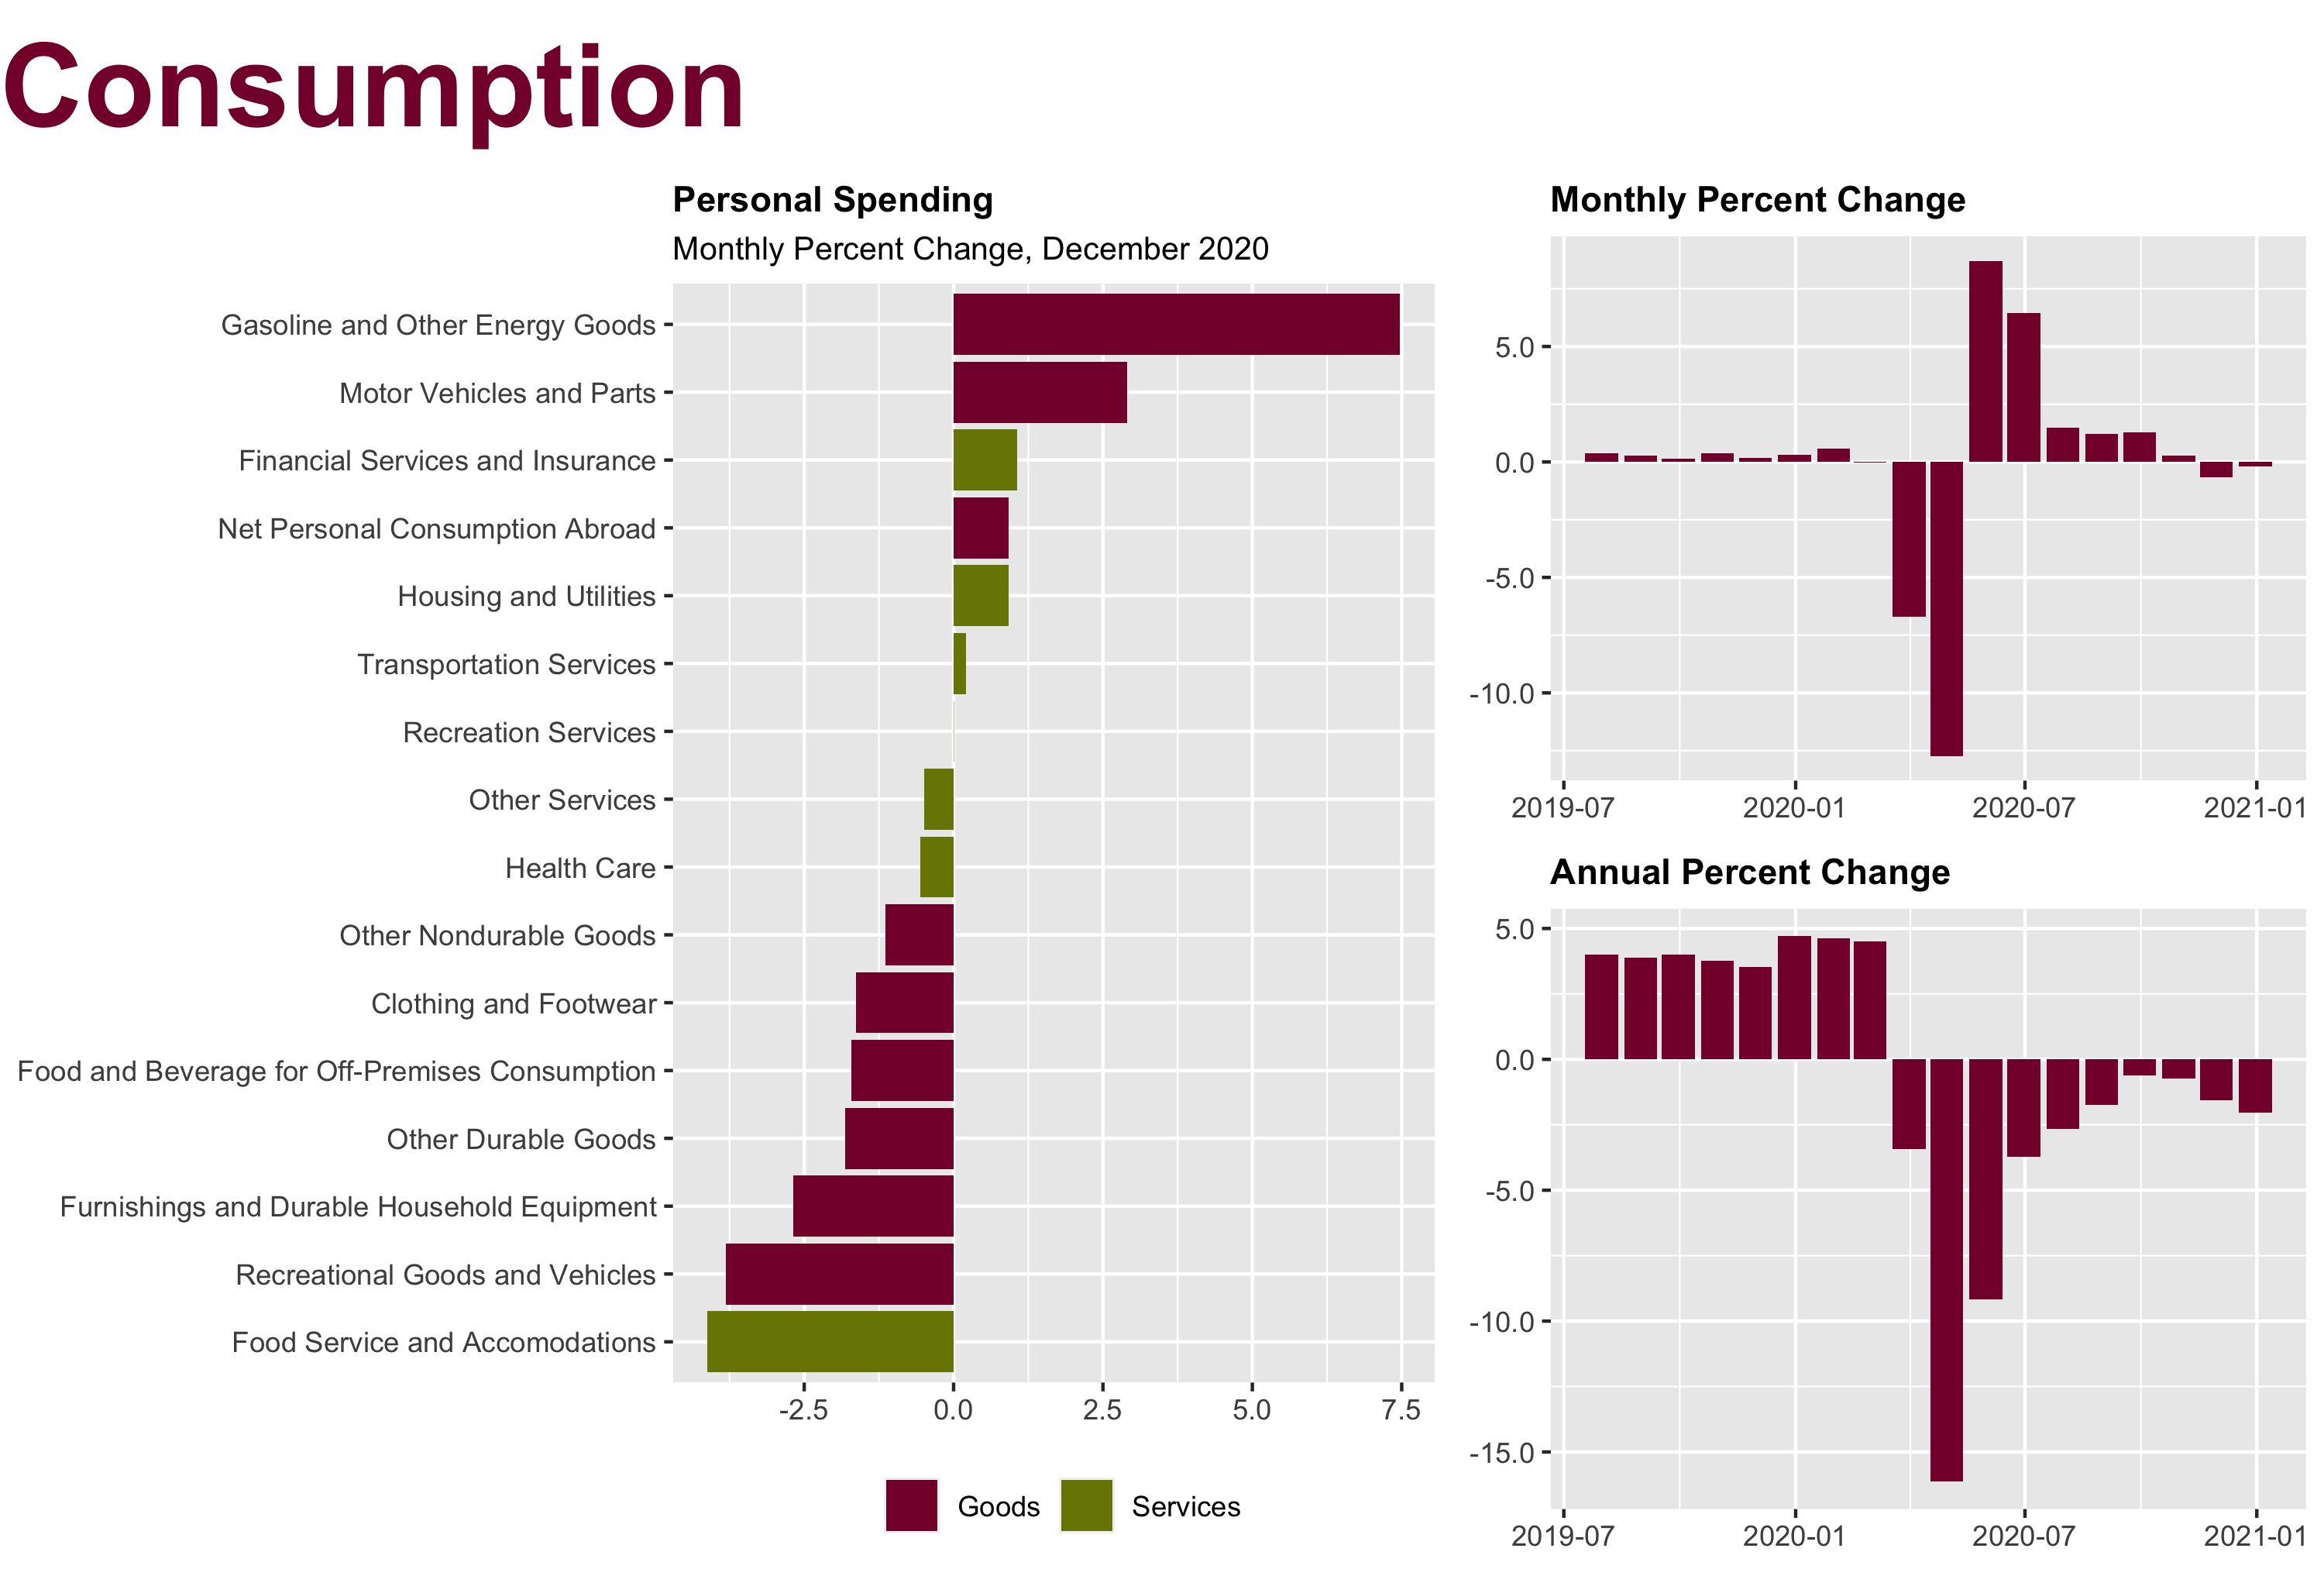 Consumption
Personal Spending
Monthly Percent Change, December 2020
Gasoline and Other Energy Goods
Motor Vehicles and Parts
Financial Services and Insurance
Net Personal Consumption Abroad
Housing and Utilities
Transportation Services
Recreation Services
Other Services
Health Care
Other Nondurable Goods
Clothing and Footwear
Food and Beverage for Off-Premises Consumption
Other Durable Goods
Furnishings and Durable Household Equipment
Recreational Goods and Vehicles
Food Service and Accomodations
-2.5 0.0 2.5 5.0 7.5
Goods Services
Monthly Percent Change
5.0
0.0
-5.0
-10.0
2019-07 2020-01 2020-07 2021-01
Annual Percent Change
5.0
0.0
-5.0
-10.0
-15.0
2019-07 2020-01 2020-07 2021-01